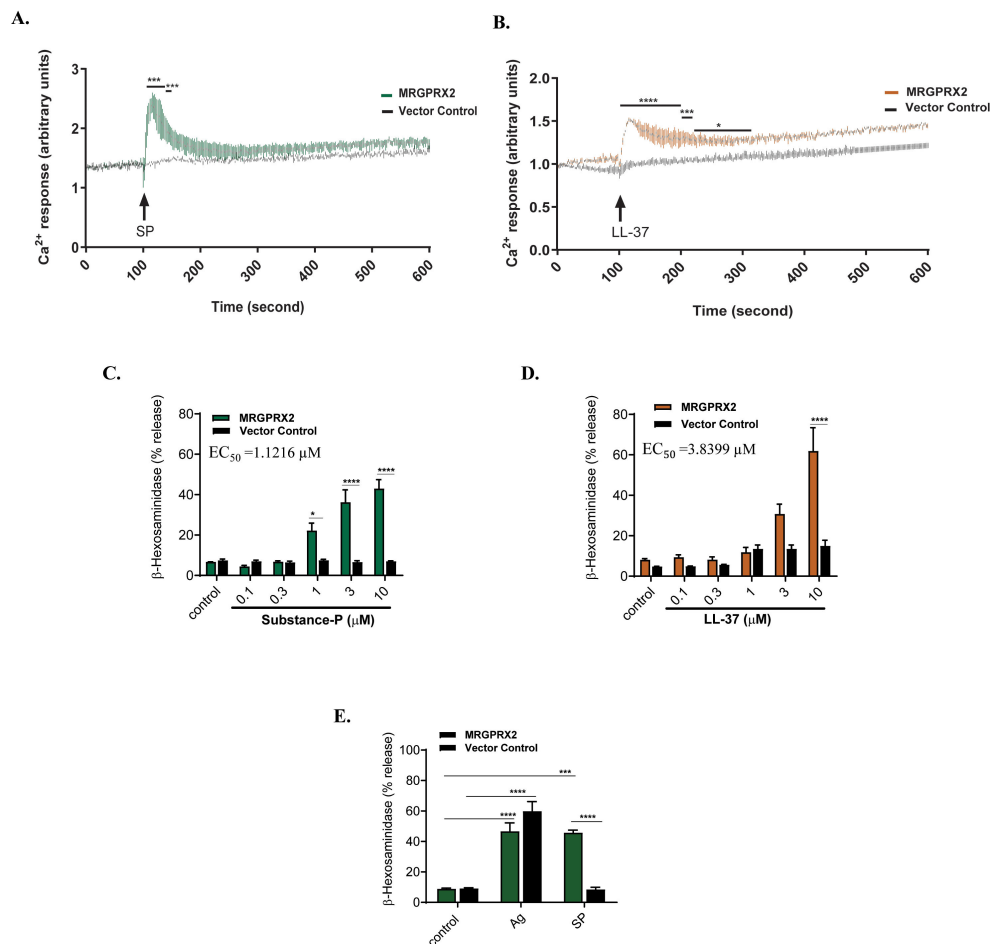 A.
Ca2+ response (arbitrary units)
3
2
1
0
***
***
MRGPRX2
Vector Control
SP
0
100
200
300
400
500
600
Time (second)
B.
Ca2+ response (arbitrary units)
2.0
1.5
1.0
0.5
0.0
****
***
*
MRGPRX2
Vector Control
LL-37
0
100
200
300
400
500
600
Time (second)
C.
β-Hexosaminidase (% release)
80
60
40
20
0
MRGPRX2
Vector Control
EC50 =1.1216 µM
*
****
****
control
0.1
0.3
1
3
10
Substance-P (µM)
D.
β-Hexosaminidase (% release)
80
60
40
20
0
MRGPRX2
Vector Control
EC50 =3.8399 µM
****
control
0.1
0.3
1
3
10
LL-37 (µM)
E.
β-Hexosaminidase (% release)
100
80
60
40
20
0
MRGPRX2
Vector Control
***
****
****
****
control
Ag
SP